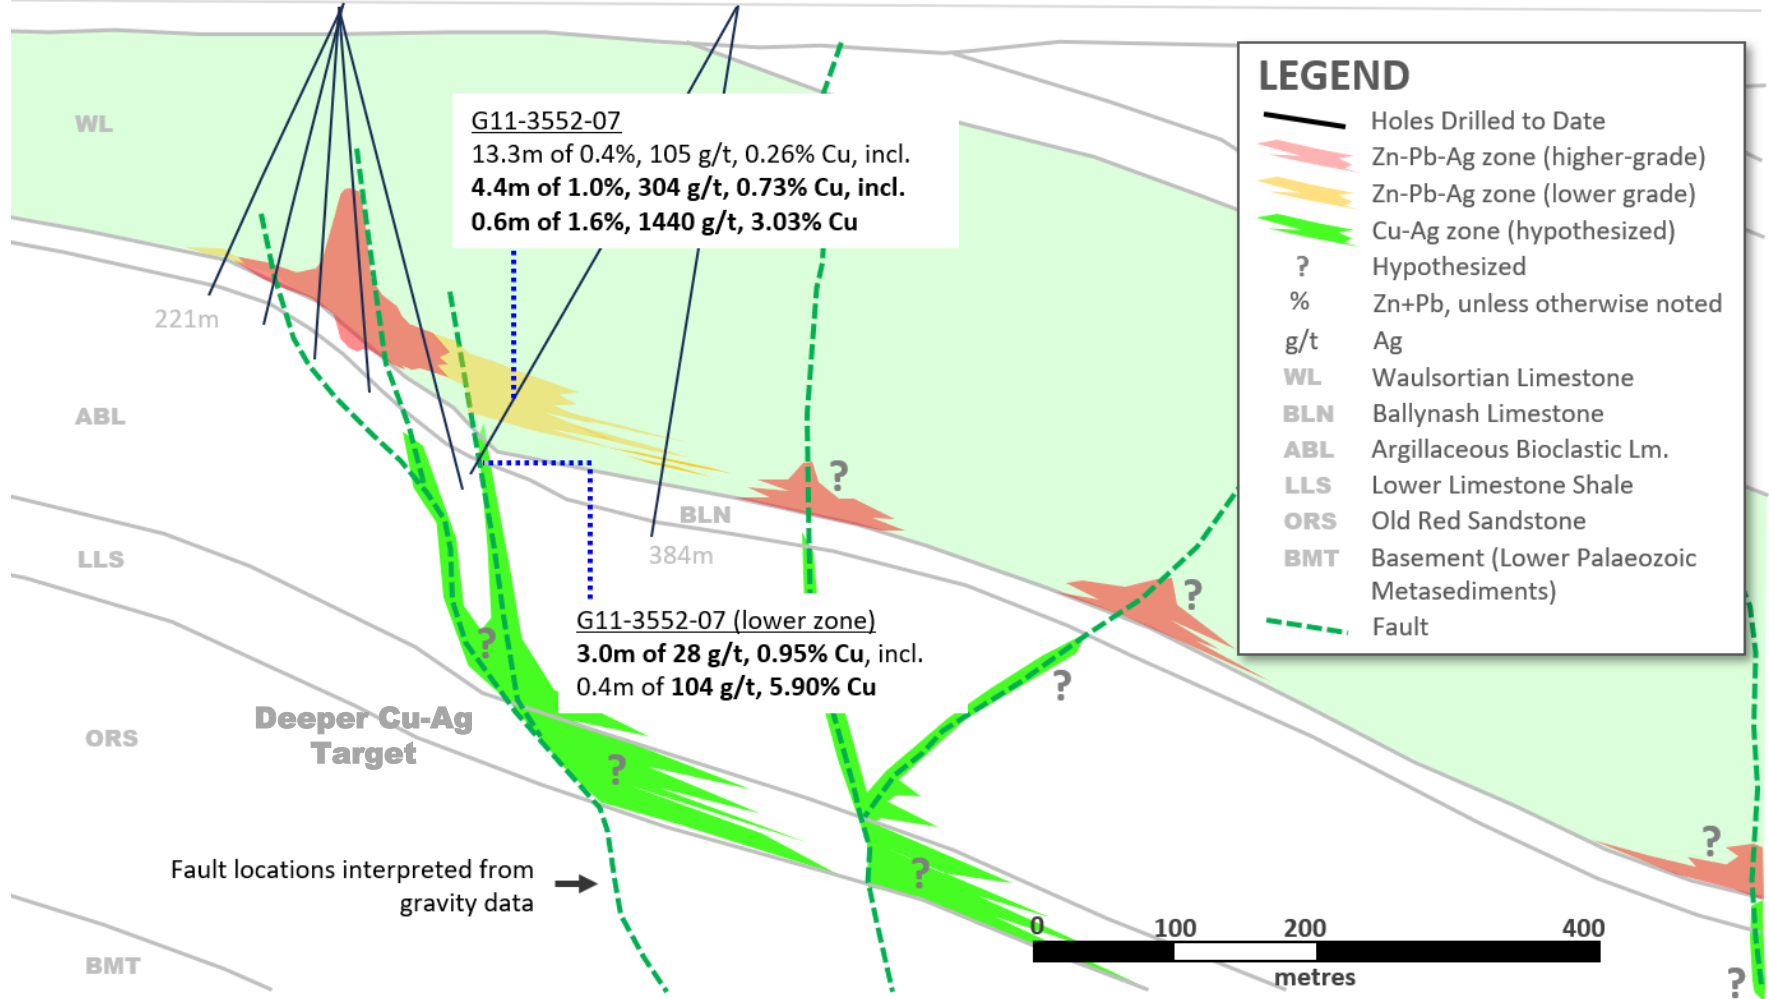 WL
G11-3552-07
13.3m of 0.4%, 105 g/t, 0.26% Cu, incl.
4.4m of 1.0%, 304 g/t, 0.73% Cu, incl.
0.6m of 1.6%, 1440 g/t, 3.03% Cu
221m
ABL
?
BLN
384m
LLS
G11-3552-07 (lower zone)
3.0m of 28 g/t, 0.95% Cu, incl.
0.4m of 104 g/t, 5.90% Cu
?
?
?
Deeper Cu-Ag
Target
ORS
?
?
Fault locations interpreted from
gravity data
BMT
LEGEND
Holes Drilled to Date
Zn-Pb-Ag zone (higher-grade)
Zn-Pb-Ag zone (lower grade)
Cu-Ag zone (hypothesized)
? Hypothesized
% Zn+Pb, unless otherwise noted
g/t Ag
WL Waulsortian Limestone
BLN Ballynash Limestone
ABL Argillaceous Bioclastic Lm.
LLS Lower Limestone Shale
ORS Old Red Sandstone
BMT Basement (Lower Palaeozoic
Metasediments)
Fault
?
0 100 200 400
metres
?